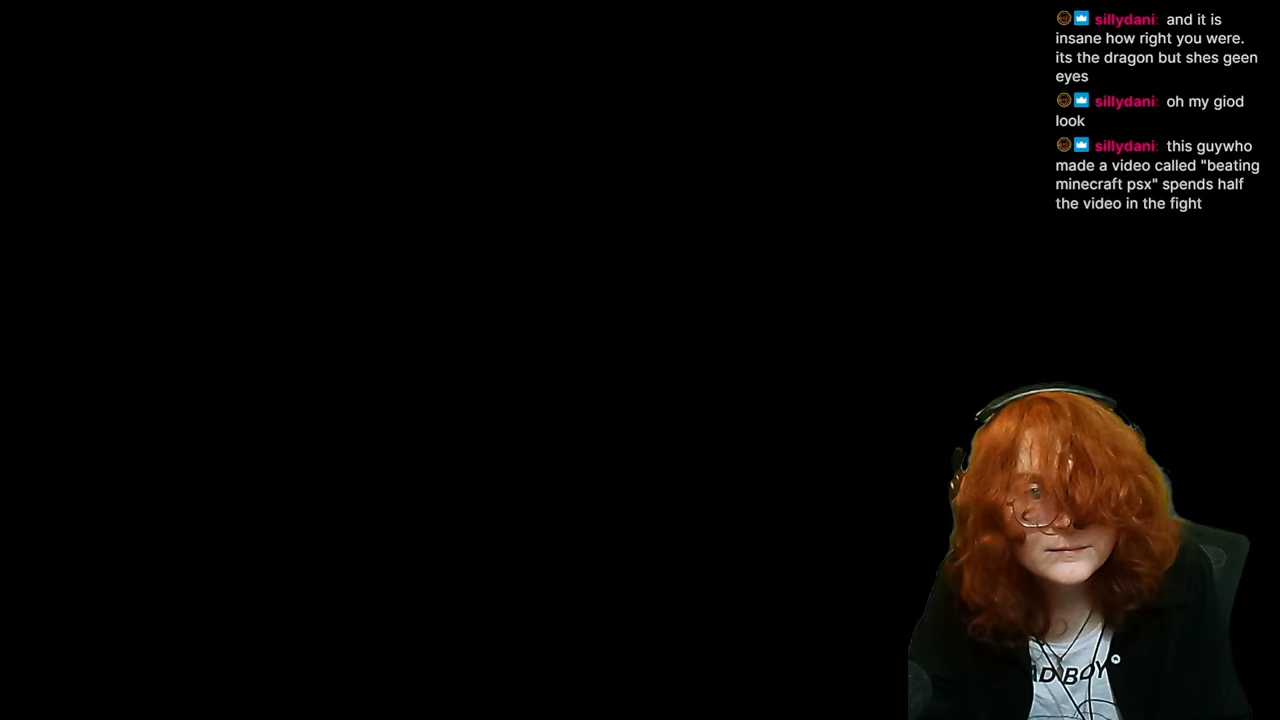 sillydani: and it is
insane how right you were.
its the dragon but shes geen
eyes
sillydani: oh my giod
look
sillydani: this guywho
made a video called "beating
minecraft psx" spends half
the video in the fight
ADIBOY